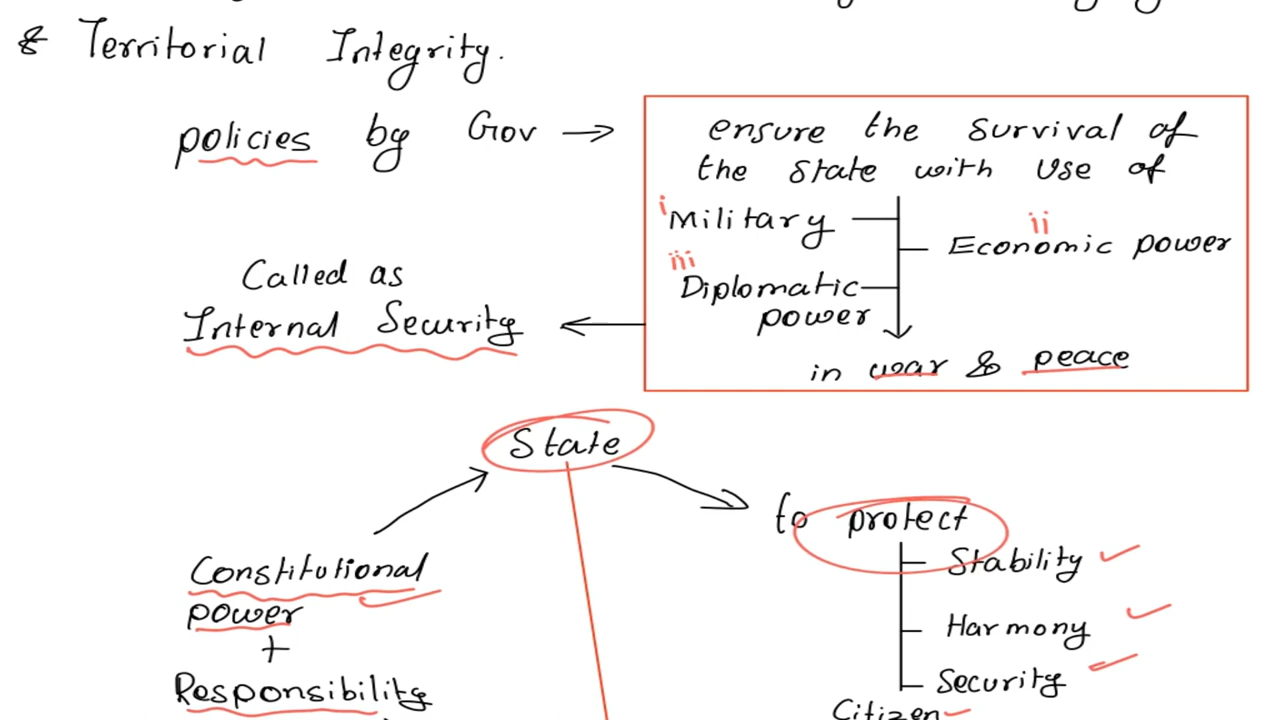 & Territorial Integrity.
policies by Gov →
ensure the survival of
the state with use of
i Military
ii
Economic power
iii
Diplomatic
power
in war & peace
Called as
Internal Security
State
to protect
Stability
Harmony
Security
Citizen
Constitutional
power
+
Responsibility